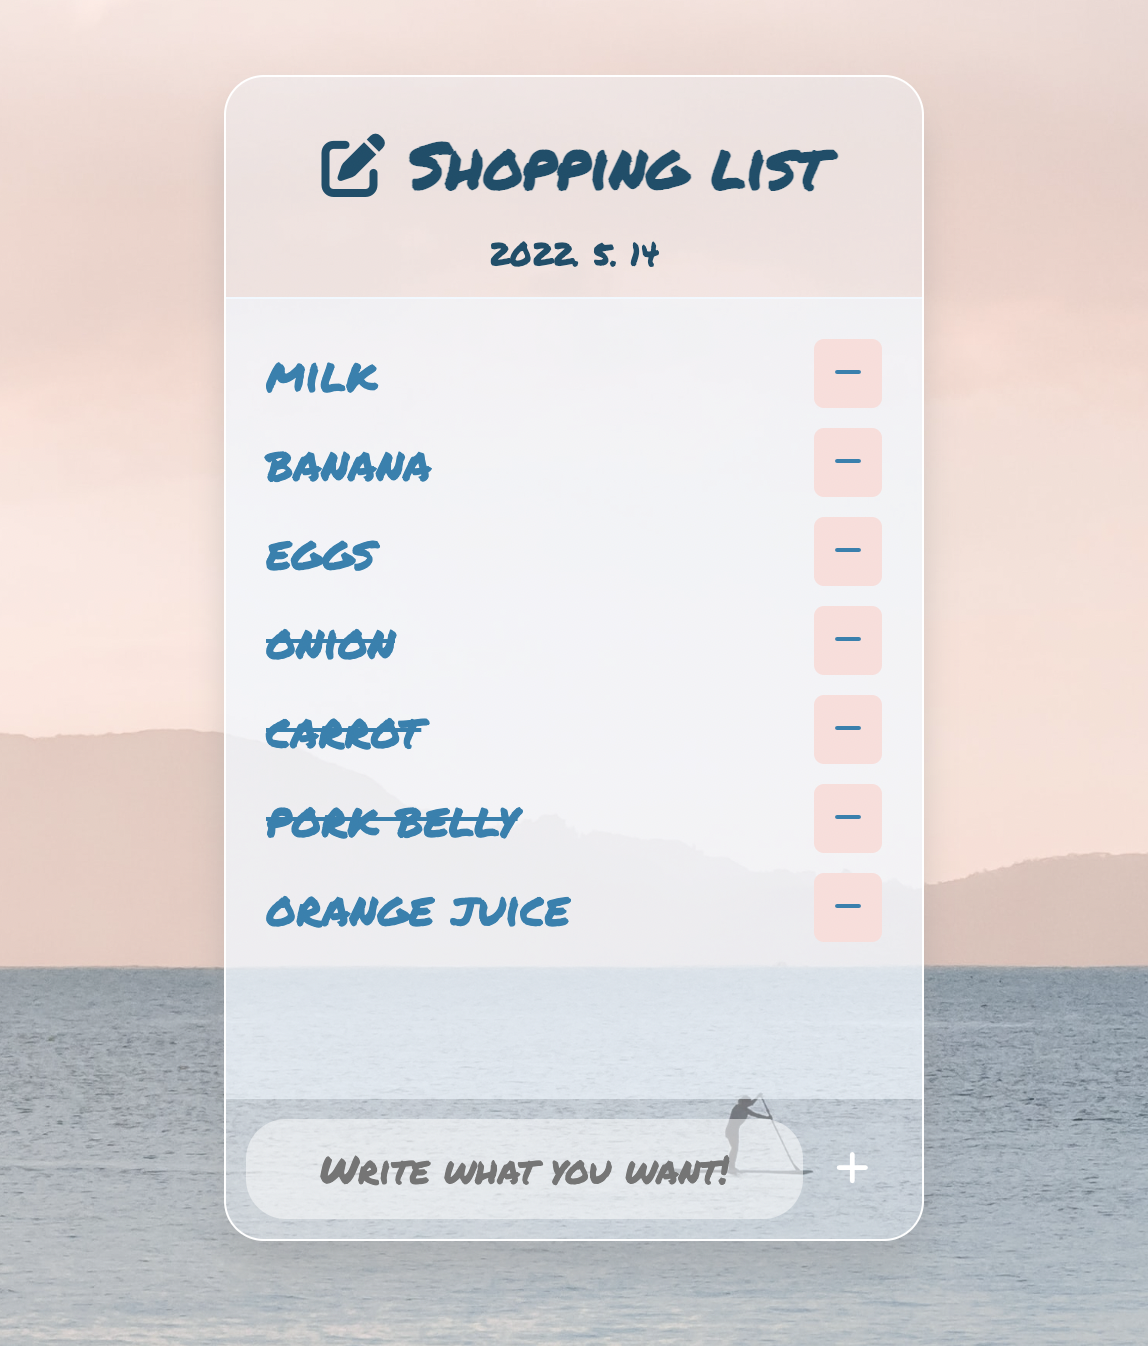 Shopping list
2022. 5. 14
MILK
BANANA
EGGS
ONION
CARROT
PORK BELLY
ORANGE JUICE
Write what you want!